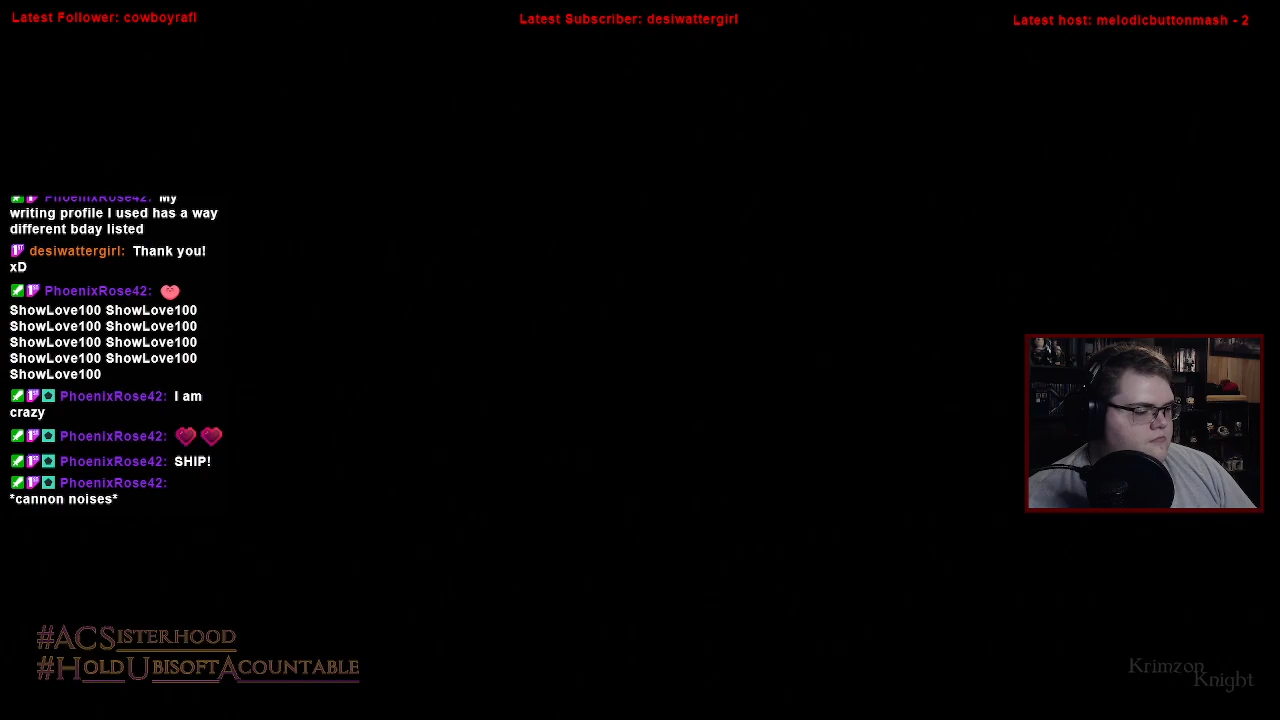 Latest Follower: cowboyrafl
Latest Subscriber: desiwattergirl
Latest host: melodicbuttonmash - 2
PhoenixRose42: My
writing profile I used has a way
different bday listed
desiwattergirl: Thank you!
xD
PhoenixRose42:
ShowLove100 ShowLove100
ShowLove100 ShowLove100
ShowLove100 ShowLove100
ShowLove100 ShowLove100
ShowLove100
PhoenixRose42: I am
crazy
PhoenixRose42:
PhoenixRose42: SHIP!
PhoenixRose42:
*cannon noises*
#ACSisterhood
#HoldUbisoftAcountable
Krimzon
Knight